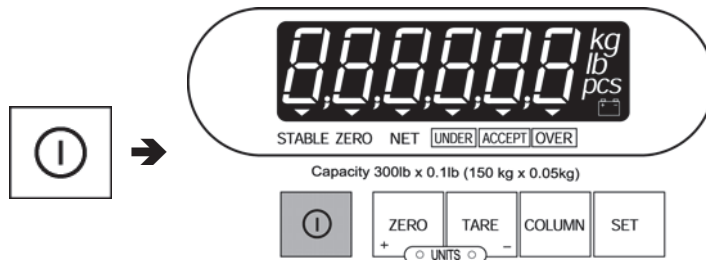 888888 kg
lb
pcs
STABLE ZERO NET UNDER ACCEPT OVER
Capacity 300lb x 0.1lb (150 kg x 0.05kg)
ZERO TARE COLUMN SET
+ UNITS −